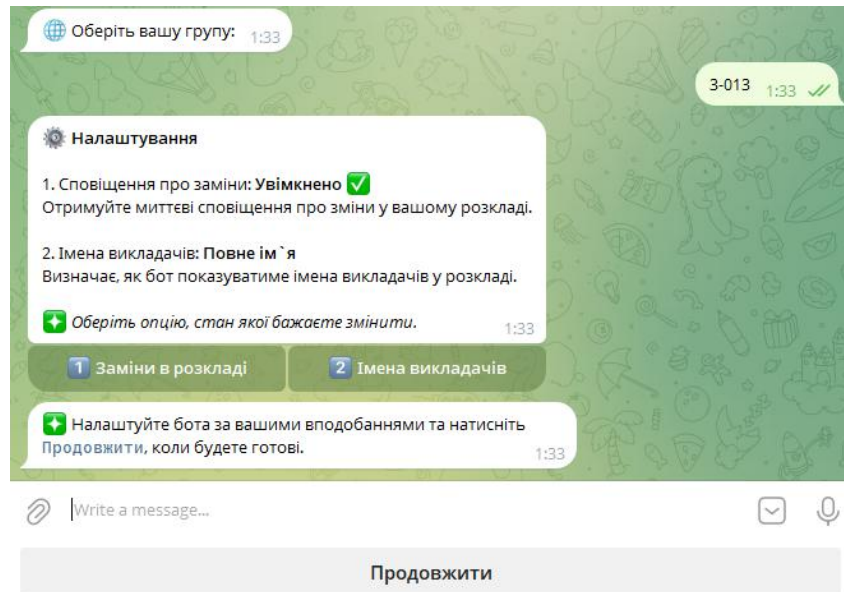 🌐 Оберіть вашу групу: 1:33
3-013 1:33
⚙️ Налаштування
1. Сповіщення про заміни: Увімкнено ✅
Отримуйте миттєві сповіщення про зміни у вашому розкладі.
2. Імена викладачів: Повне ім`я
Визначає, як бот показуватиме імена викладачів у розкладі.
Оберіть опцію, стан якої бажаєте змінити. 1:33
1️⃣ Заміни в розкладі
2️⃣ Імена викладачів
Налаштуйте бота за вашими вподобаннями та натисніть
Продовжити, коли будете готові. 1:33
Write a message...
Продовжити